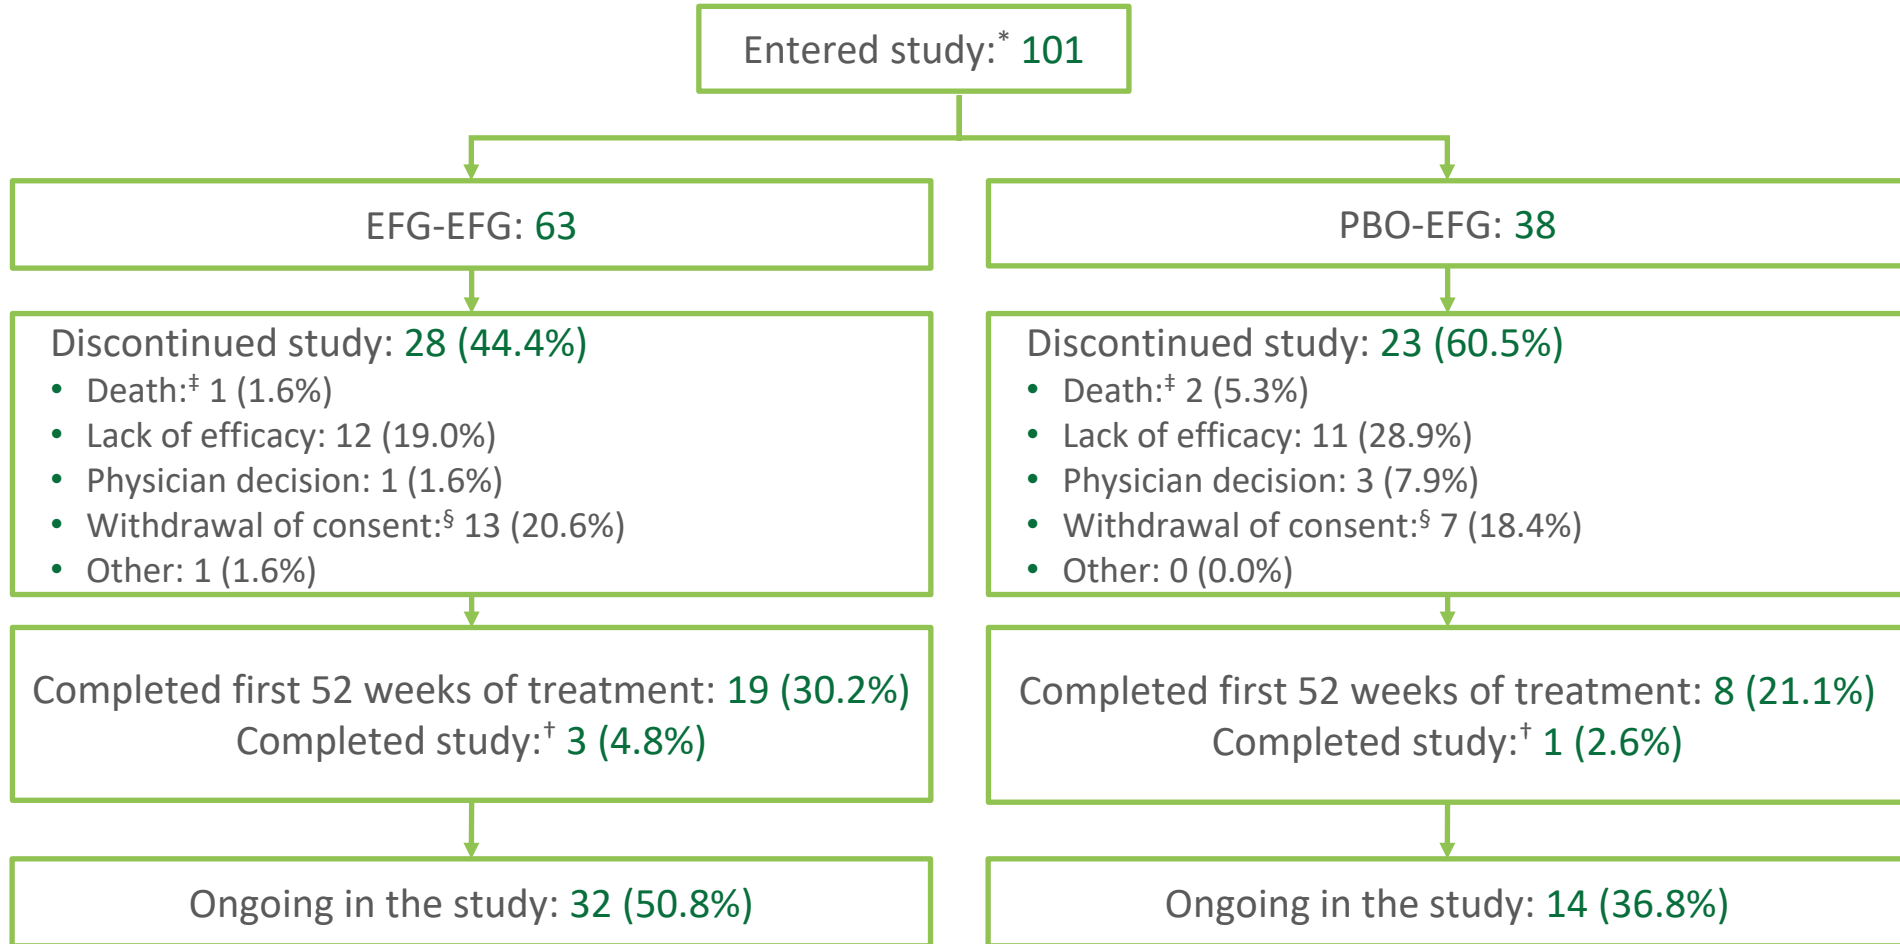 Entered study:* 101
EFG-EFG: 63
PBO-EFG: 38
Discontinued study: 28 (44.4%)
• Death:‡ 1 (1.6%)
• Lack of efficacy: 12 (19.0%)
• Physician decision: 1 (1.6%)
• Withdrawal of consent:§ 13 (20.6%)
• Other: 1 (1.6%)
Discontinued study: 23 (60.5%)
• Death:‡ 2 (5.3%)
• Lack of efficacy: 11 (28.9%)
• Physician decision: 3 (7.9%)
• Withdrawal of consent:§ 7 (18.4%)
• Other: 0 (0.0%)
Completed first 52 weeks of treatment: 19 (30.2%)
Completed study:† 3 (4.8%)
Completed first 52 weeks of treatment: 8 (21.1%)
Completed study:† 1 (2.6%)
Ongoing in the study: 32 (50.8%)
Ongoing in the study: 14 (36.8%)